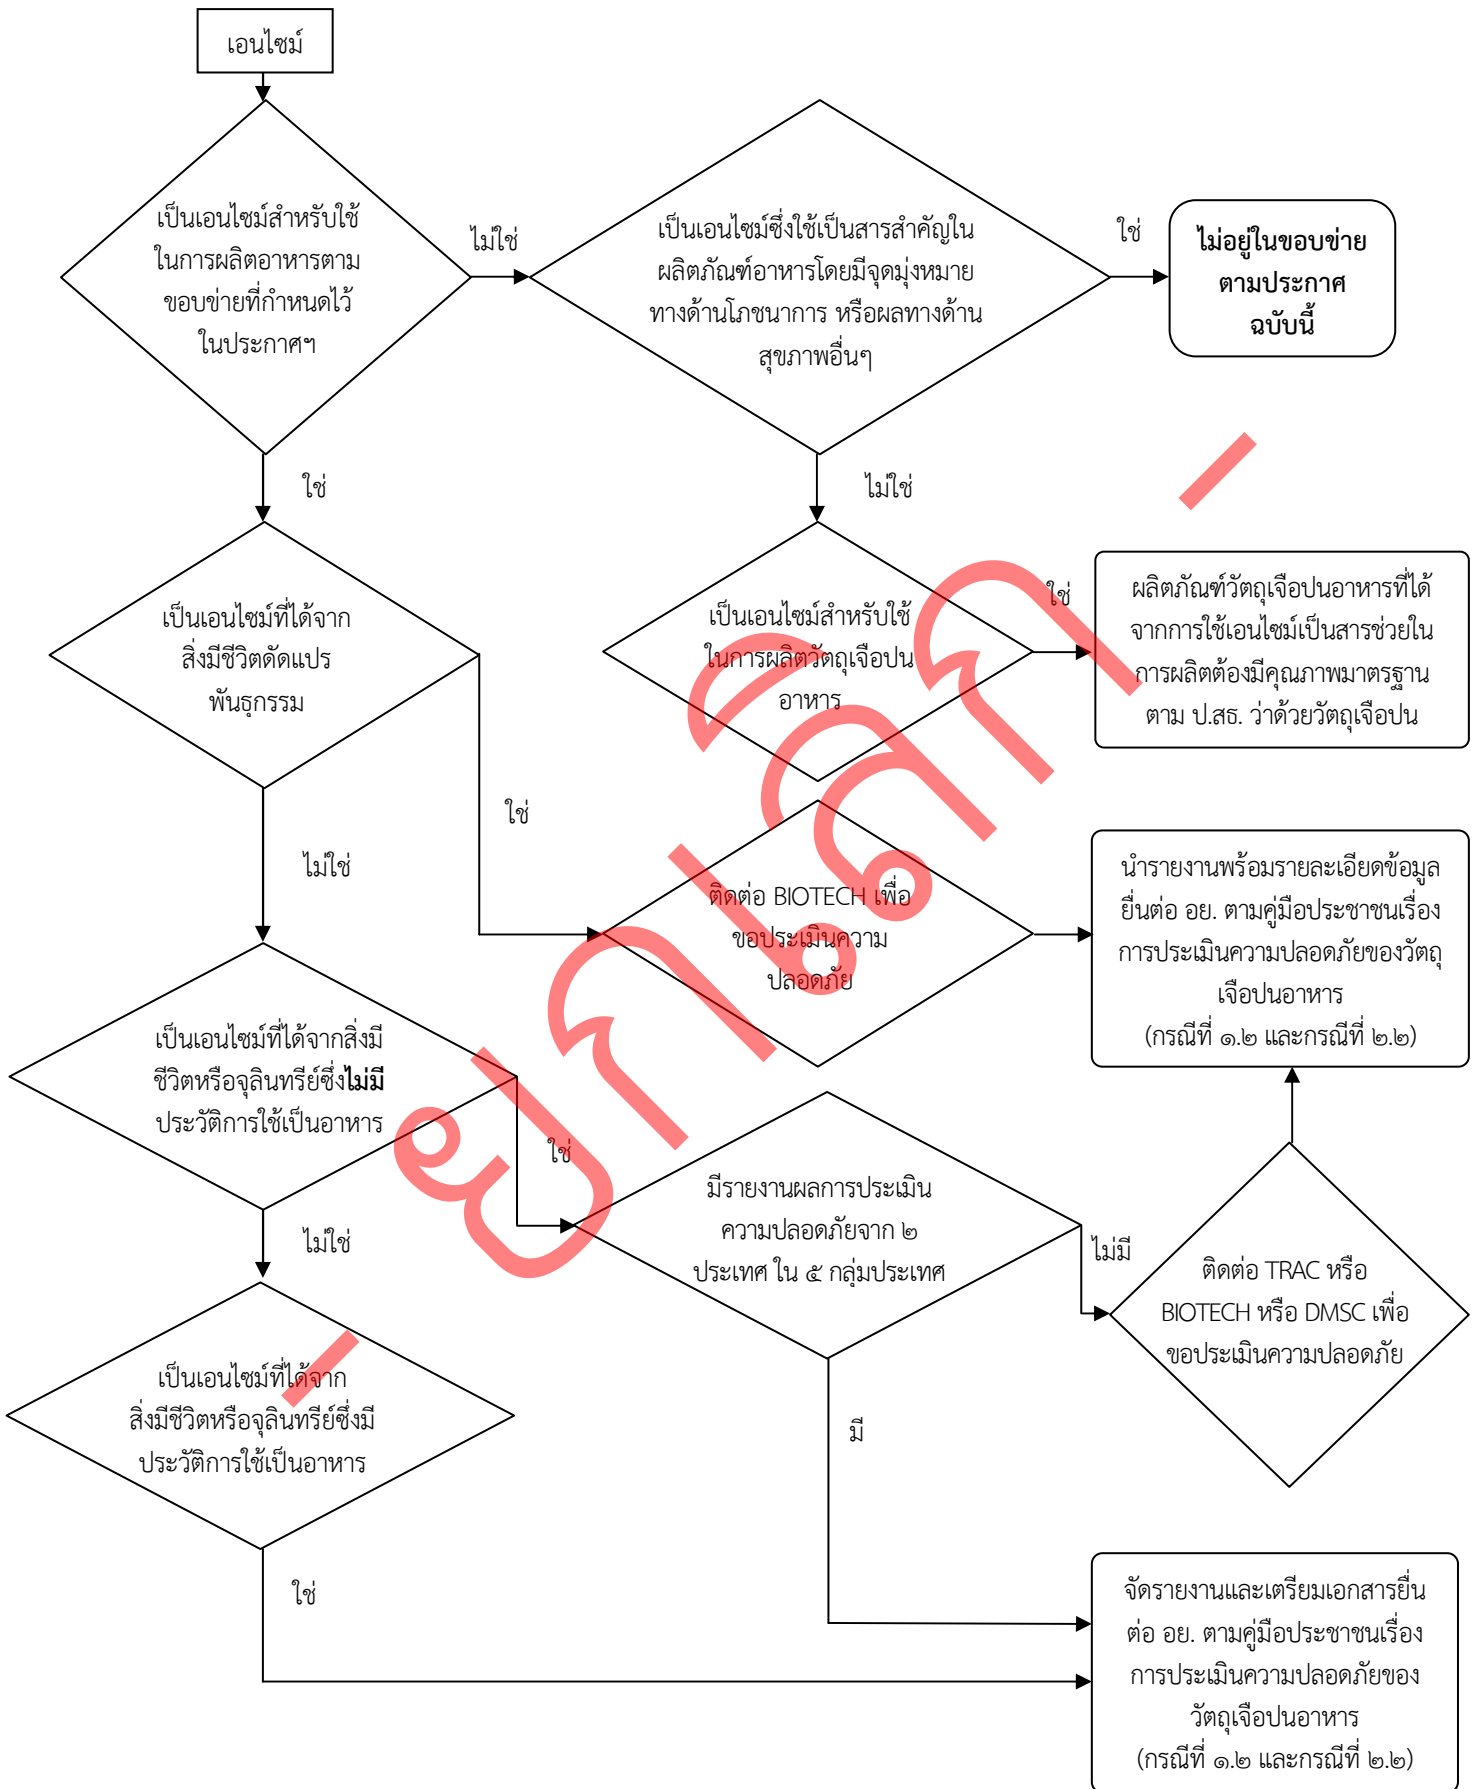 เอนไซม์
เป็นเอนไซม์สำหรับใช้
ในการผลิตอาหารตาม
ขอบข่ายที่กำหนดไว้
ในประกาศฯ
ไม่ใช่
เป็นเอนไซม์ซึ่งใช้เป็นสารสำคัญใน
ผลิตภัณฑ์อาหารโดยมีจุดมุ่งหมาย
ทางด้านโภชนาการ หรือผลทางด้าน
สุขภาพอื่นๆ
ใช่
ไม่อยู่ในขอบข่าย
ตามประกาศ
ฉบับนี้
ใช่
ไม่ใช่
เป็นเอนไซม์ที่ได้จาก
สิ่งมีชีวิตดัดแปร
พันธุกรรม
เป็นเอนไซม์สำหรับใช้
ในการผลิตวัตถุเจือปน
อาหาร
ใช่
ผลิตภัณฑ์วัตถุเจือปนอาหารที่ได้
จากการใช้เอนไซม์เป็นสารช่วยใน
การผลิตต้องมีคุณภาพมาตรฐาน
ตาม ป.สธ. ว่าด้วยวัตถุเจือปน
ใช่
ไม่ใช่
ติดต่อ BIOTECH เพื่อ
ขอประเมินความ
ปลอดภัย
นำรายงานพร้อมรายละเอียดข้อมูล
ยื่นต่อ อย. ตามคู่มือประชาชนเรื่อง
การประเมินความปลอดภัยของวัตถุ
เจือปนอาหาร
(กรณีที่ ๑.๒ และกรณีที่ ๒.๒)
เป็นเอนไซม์ที่ได้จากสิ่งมี
ชีวิตหรือจุลินทรีย์ซึ่งไม่มี
ประวัติการใช้เป็นอาหาร
ใช่
ไม่ใช่
มีรายงานผลการประเมิน
ความปลอดภัยจาก ๒
ประเทศ ใน ๕ กลุ่มประเทศ
ไม่มี
ติดต่อ TRAC หรือ
BIOTECH หรือ DMSC เพื่อ
ขอประเมินความปลอดภัย
เป็นเอนไซม์ที่ได้จาก
สิ่งมีชีวิตหรือจุลินทรีย์ซึ่งมี
ประวัติการใช้เป็นอาหาร
มี
ใช่
จัดรายงานและเตรียมเอกสารยื่น
ต่อ อย. ตามคู่มือประชาชนเรื่อง
การประเมินความปลอดภัยของ
วัตถุเจือปนอาหาร
(กรณีที่ ๑.๒ และกรณีที่ ๒.๒)
- ยกเลิก -